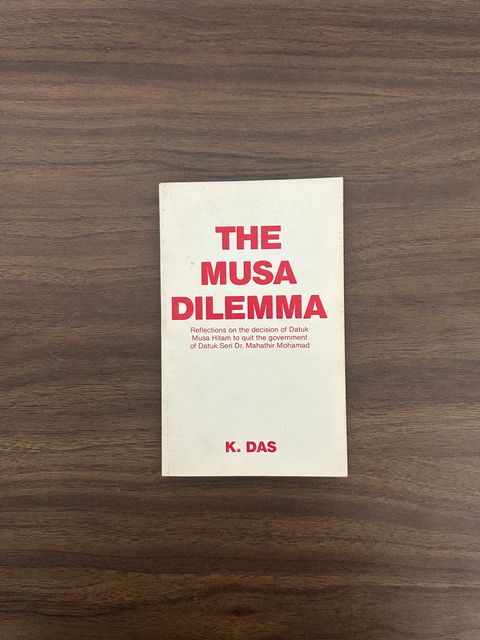 THE
MUSA
DILEMMA
Reflections on the decision of Datuk
Musa Hitam to quit the government
of Datuk Seri Dr. Mahathir Mohamad
K. DAS